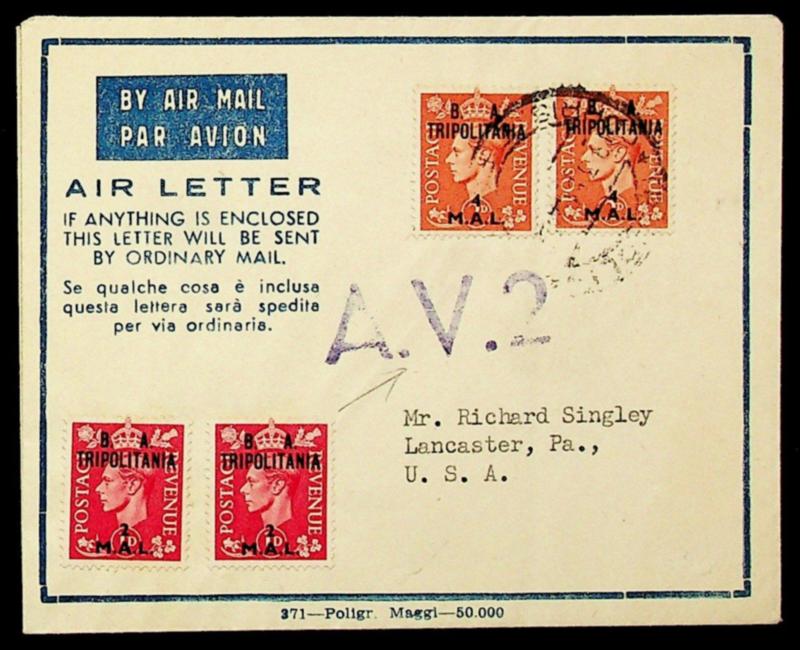 BY AIR MAIL
PAR AVION
AIR LETTER
IF ANYTHING IS ENCLOSED
THIS LETTER WILL BE SENT
BY ORDINARY MAIL.
Se qualche cosa è inclusa
questa lettera sarà spedita
per via ordinaria.
B. A.
TRIPOLITANIA
POSTAGE REVENUE
4
M.A.L.
B. A.
TRIPOLITANIA
POSTAGE REVENUE
4
M.A.L.
A.V.2
Mr. Richard Singley
Lancaster, Pa.,
U. S. A.
B. A.
TRIPOLITANIA
POSTAGE REVENUE
2
M.A.L.
B. A.
TRIPOLITANIA
POSTAGE REVENUE
2
M.A.L.
371—Poligr. Maggi—50.000